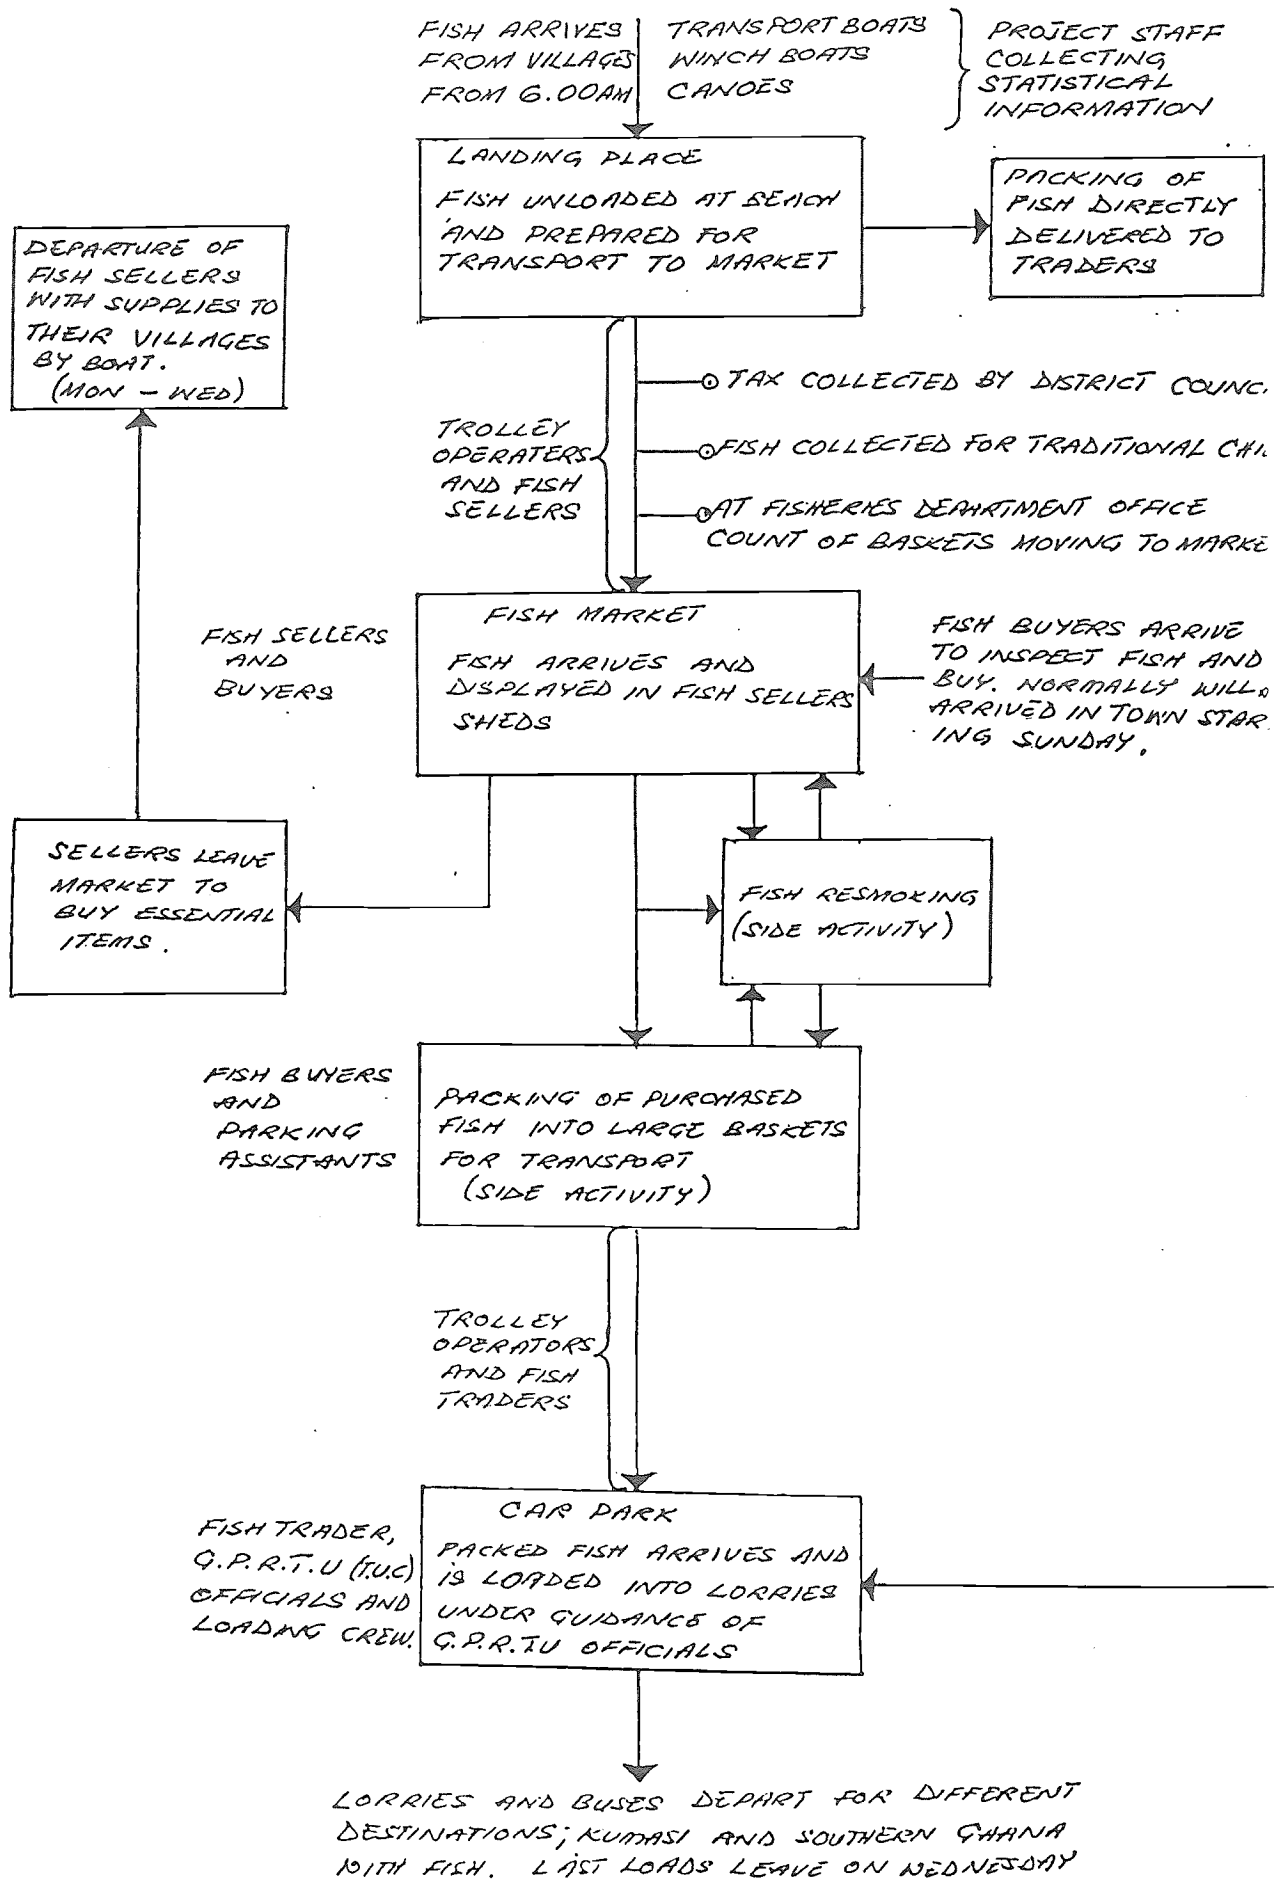 FISH ARRIVES
FROM VILLAGES
FROM 6.00AM
TRANSPORT BOATS
WINCH BOATS
CANOES
PROJECT STAFF
COLLECTING
STATISTICAL
INFORMATION
LANDING PLACE
FISH UNLOADED AT BEACH
AND PREPARED FOR
TRANSPORT TO MARKET
PACKING OF
FISH DIRECTLY
DELIVERED TO
TRADERS
DEPARTURE OF
FISH SELLERS
WITH SUPPLIES TO
THEIR VILLAGES
BY BOAT.
(MON - WED)
TROLLEY
OPERATERS
AND FISH
SELLERS
TAX COLLECTED BY DISTRICT COUNC
FISH COLLECTED FOR TRADITIONAL CHI
AT FISHERIES DEPARTMENT OFFICE
COUNT OF BASKETS MOVING TO MARKE
FISH SELLERS
AND
BUYERS
FISH MARKET
FISH ARRIVES AND
DISPLAYED IN FISH SELLERS
SHEDS
FISH BUYERS ARRIVE
TO INSPECT FISH AND
BUY. NORMALLY WILL
ARRIVED IN TOWN STAR
ING SUNDAY.
SELLERS LEAVE
MARKET TO
BUY ESSENTIAL
ITEMS.
FISH RESMOKING
(SIDE ACTIVITY)
FISH BUYERS
AND
PARKING
ASSISTANTS
PACKING OF PURCHASED
FISH INTO LARGE BASKETS
FOR TRANSPORT
(SIDE ACTIVITY)
TROLLEY
OPERATORS
AND FISH
TRADERS
FISH TRADER,
G.P.R.T.U (T.U.C)
OFFICIALS AND
LOADING CREW.
CAR PARK
PACKED FISH ARRIVES AND
IS LOADED INTO LORRIES
UNDER GUIDANCE OF
G.P.R.T.U OFFICIALS
LORRIES AND BUSES DEPART FOR DIFFERENT
DESTINATIONS; KUMASI AND SOUTHERN GHANA
WITH FISH. LAST LOADS LEAVE ON WEDNESDAY